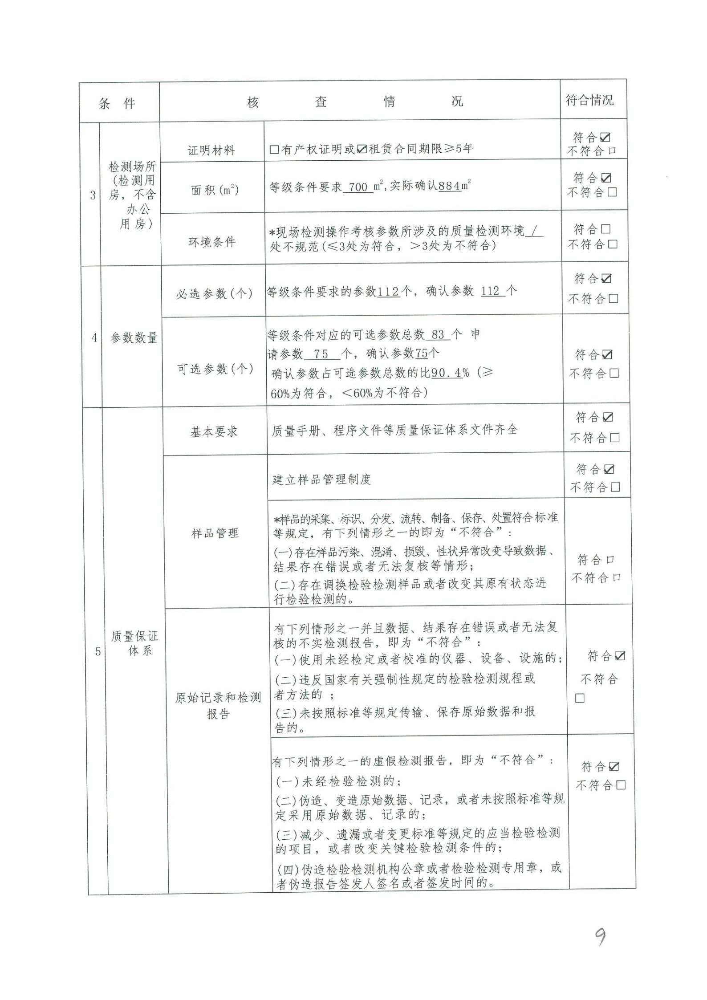 条 件 核 查 情 况 符合情况
3
检测场所
(检测用
房，不含
办公
用房)
证明材料
□有产权证明或☑租赁合同期限≥5年
符合☑
不符合□
面积(m²)
等级条件要求 700 m²,实际确认884m²
符合☑
不符合□
环境条件
*现场检测操作考核参数所涉及的质量检测环境 /
处不规范(≤3处为符合，＞3处为不符合)
符合□
不符合□
4
参数数量
必选参数(个)
等级条件要求的参数112个，确认参数 112 个
符合☑
不符合□
可选参数(个)
等级条件对应的可选参数总数 83 个 申
请参数 75 个，确认参数75个
确认参数占可选参数总数的比90.4%（≥
60%为符合，＜60%为不符合）
符合☑
不符合□
5
质量保证
体系
基本要求
质量手册、程序文件等质量保证体系文件齐全
符合☑
不符合□
样品管理
建立样品管理制度
符合☑
不符合□
*样品的采集、标识、分发、流转、制备、保存、处置符合标准
等规定，有下列情形之一的即为“不符合”：
(一)存在样品污染、混淆、损毁、性状异常改变导致数据、
结果存在错误或者无法复核等情形；
(二)存在调换检验检测样品或者改变其原有状态进
行检验检测的。
符合□
不符合□
原始记录和检测
报告
有下列情形之一并且数据、结果存在错误或者无法复
核的不实检测报告，即为“不符合”：
(一)使用未经检定或者校准的仪器、设备、设施的；
(二)违反国家有关强制性规定的检验检测规程或
者方法的 ；
(三)未按照标准等规定传输、保存原始数据和报
告的。
符合☑
不符合
□
有下列情形之一的虚假检测报告，即为“不符合”：
(一)未经检验检测的；
(二)伪造、变造原始数据、记录，或者未按照标准等规
定采用原始数据、记录的；
(三)减少、遗漏或者变更标准等规定的应当检验检测
的项目，或者改变关键检验检测条件的；
(四)伪造检验检测机构公章或者检验检测专用章，或
者伪造报告签发人签名或者签发时间的。
符合☑
不符合□
9